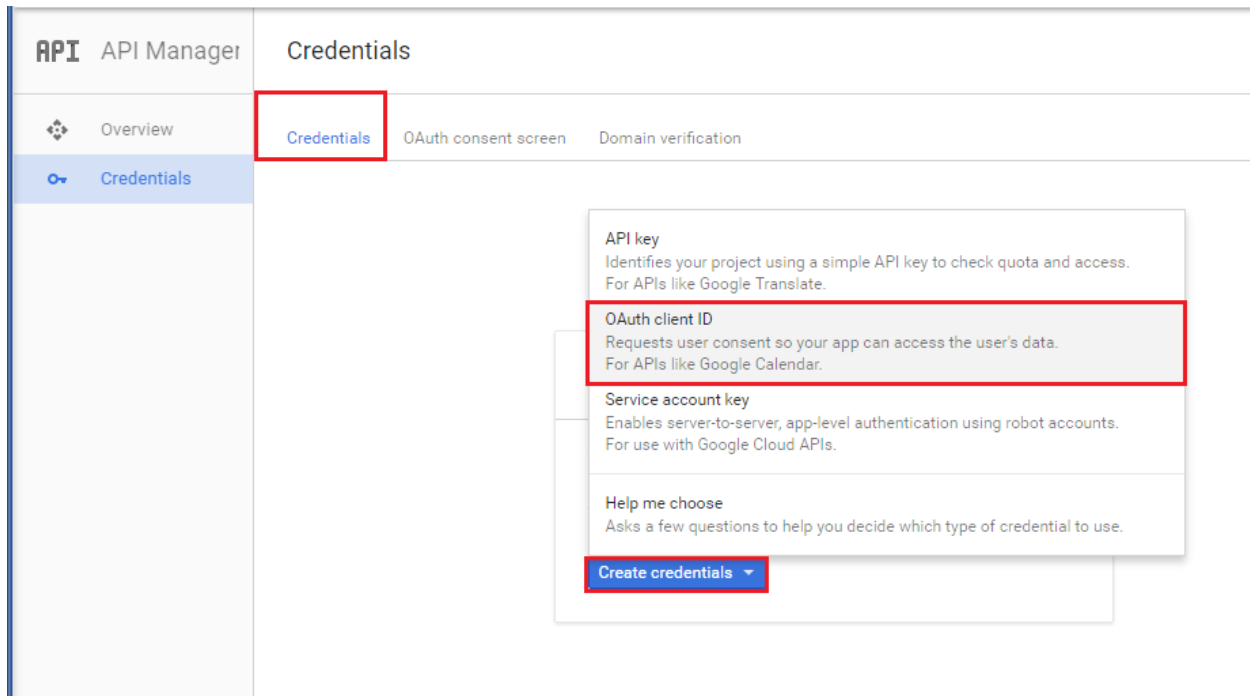 API API Manager
Credentials
Overview
Credentials
Credentials OAuth consent screen Domain verification
API key
Identifies your project using a simple API key to check quota and access.
For APIs like Google Translate.
OAuth client ID
Requests user consent so your app can access the user's data.
For APIs like Google Calendar.
Service account key
Enables server-to-server, app-level authentication using robot accounts.
For use with Google Cloud APIs.
Help me choose
Asks a few questions to help you decide which type of credential to use.
Create credentials